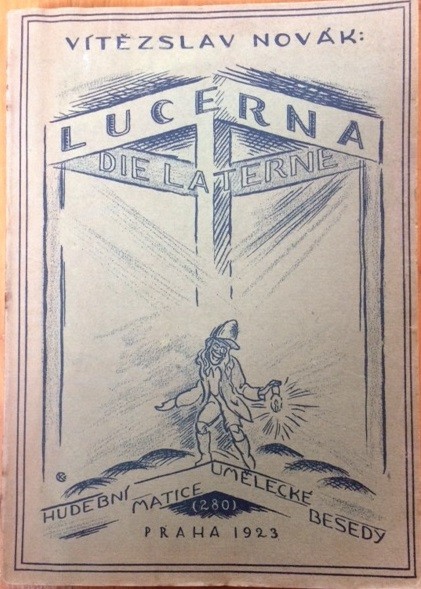 VÍTĚZSLAV NOVÁK:
LUCERNA
DIE LATERNE
HUDEBNÍ MATICE UMĚLECKÉ BESEDY
(280)
PRAHA 1923